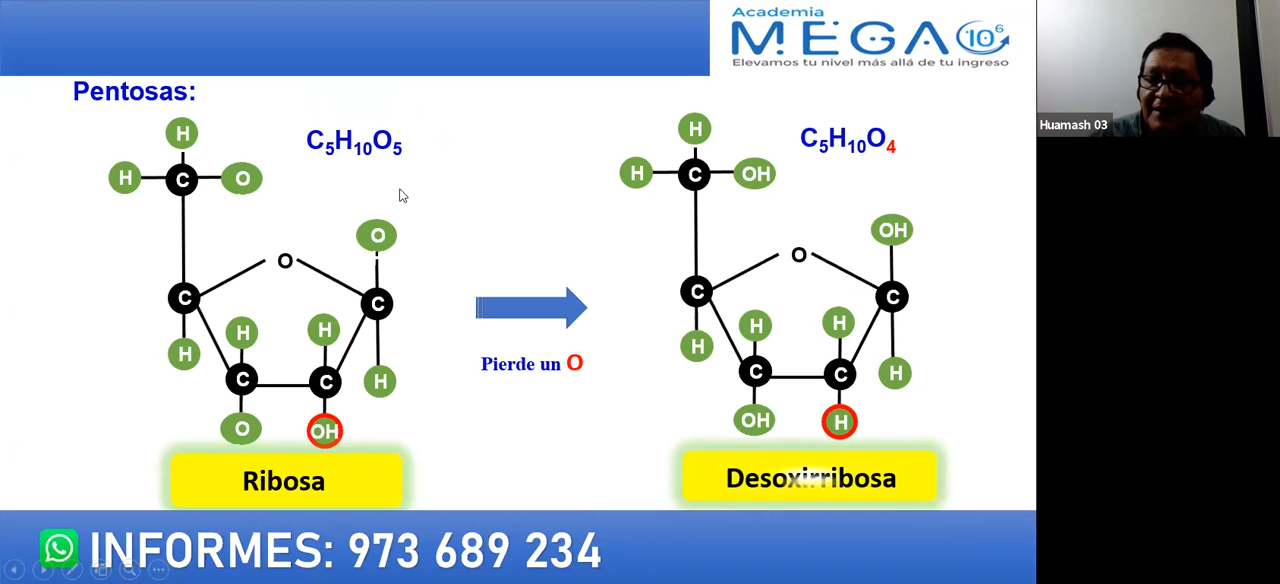 Academia
MEGA 10⁶
Elevamos tu nivel más allá de tu ingreso
Huamash 03
Pentosas:
C₅H₁₀O₅
H
H C O
O
O
C C
H H H H
C C
O OH
Ribosa
Pierde un O
C₅H₁₀O₄
H
H C OH
OH
O
C C
H H H H
C C
OH H
Desoxirribosa
INFORMES: 973 689 234